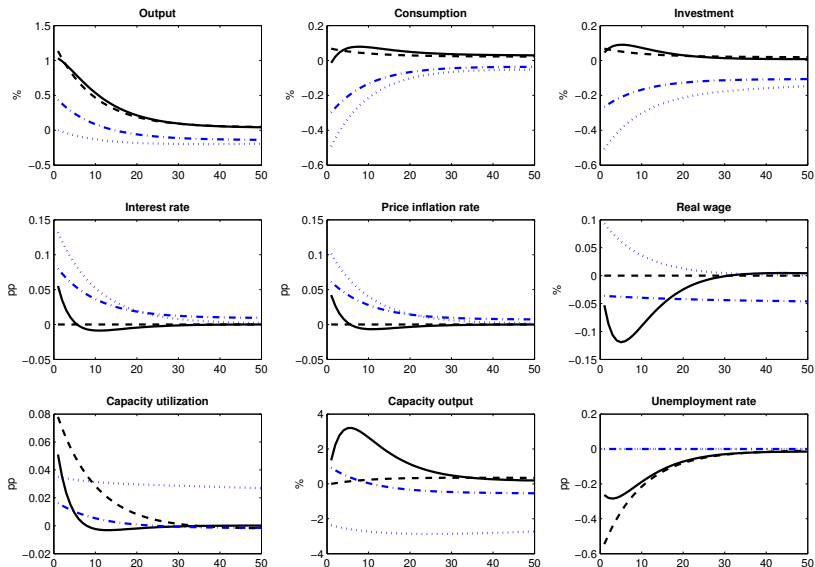 Output
Consumption
Investment
1.5
1
0.5
0
−0.5
%
0 10 20 30 40 50
0.2
0
−0.2
−0.4
−0.6
%
0 10 20 30 40 50
0.2
0
−0.2
−0.4
−0.6
%
0 10 20 30 40 50
Interest rate
Price inflation rate
Real wage
0.15
0.1
0.05
0
−0.05
pp
0 10 20 30 40 50
0.15
0.1
0.05
0
−0.05
pp
0 10 20 30 40 50
0.1
0.05
0
−0.05
−0.1
−0.15
%
0 10 20 30 40 50
Capacity utilization
Capacity output
Unemployment rate
0.08
0.06
0.04
0.02
0
−0.02
pp
0 10 20 30 40 50
4
2
0
−2
−4
%
0 10 20 30 40 50
0.2
0
−0.2
−0.4
−0.6
pp
0 10 20 30 40 50